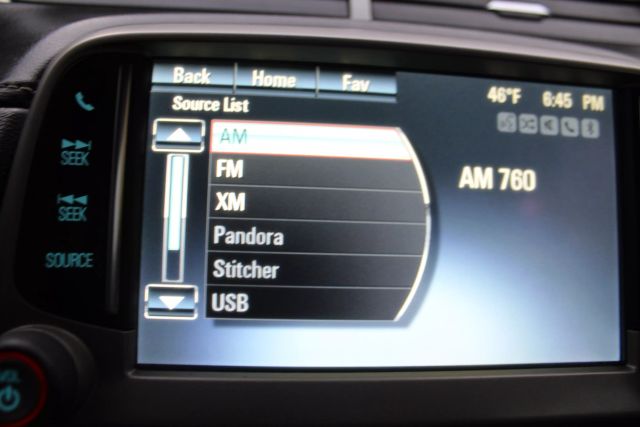 Back Home Fav
46°F 6:45 PM
Source List
AM
FM
XM
Pandora
Stitcher
USB
AM 760
SEEK
SEEK
SOURCE
VOL